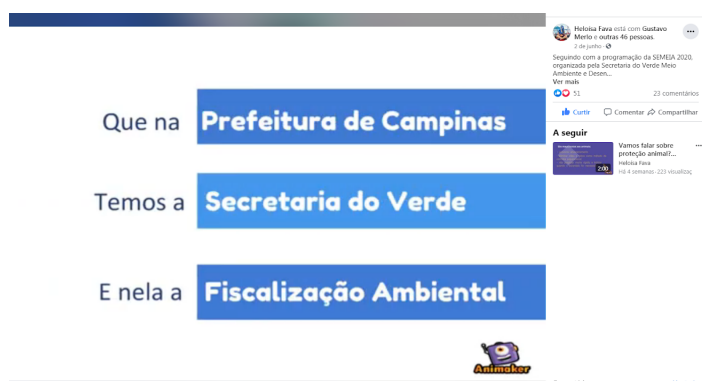 Que na Prefeitura de Campinas
Temos a Secretaria do Verde
E nela a Fiscalização Ambiental
Animaker
Heloisa Fava está com Gustavo
Merlo e outras 46 pessoas.
2 de junho ·
Seguindo com a programação da SEMEIA 2020,
organizada pela Secretaria do Verde Meio
Ambiente e Desen...
Ver mais
51 23 comentários
Curtir Comentar Compartilhar
A seguir
Vamos falar sobre
proteção animal?...
Heloisa Fava
Há 4 semanas · 223 visualizaç
2:00